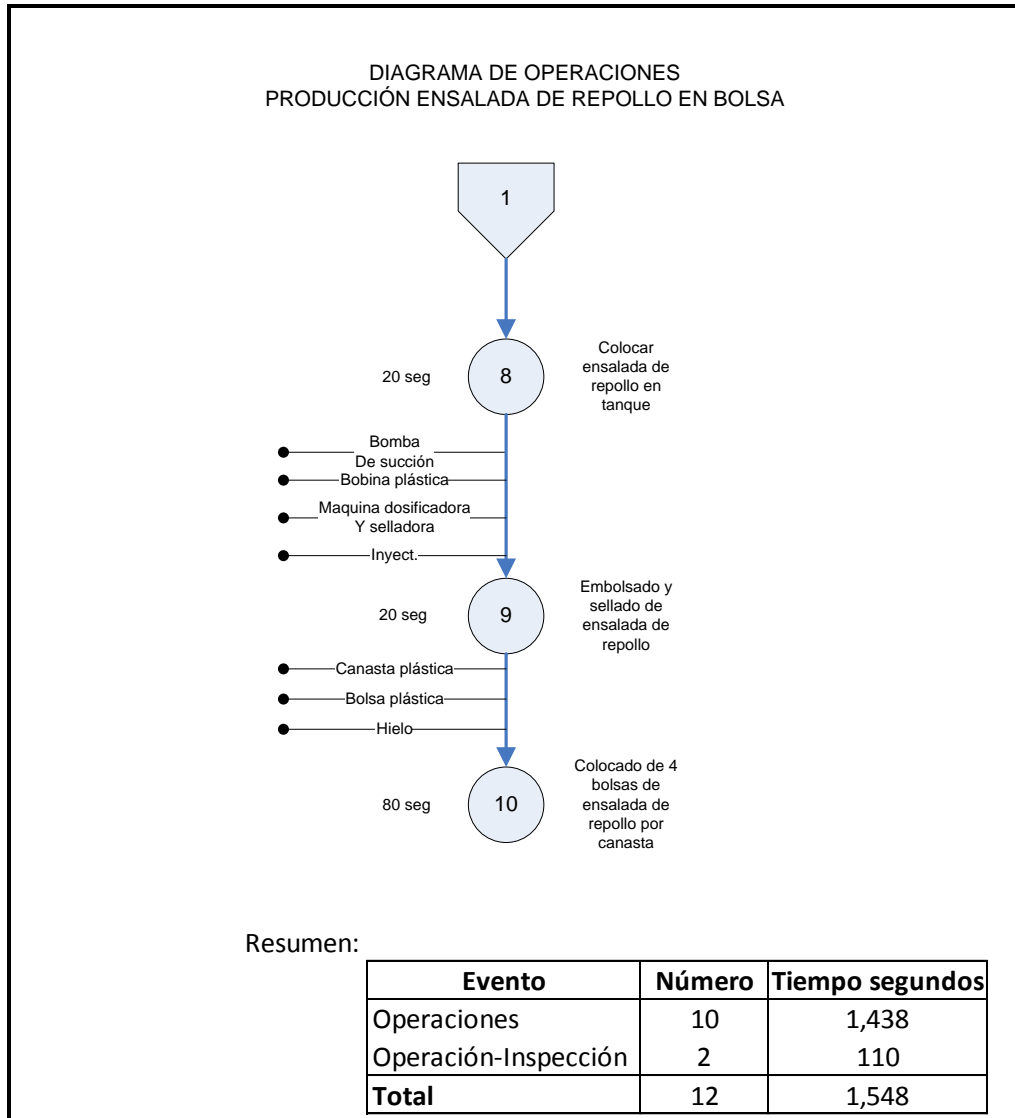 DIAGRAMA DE OPERACIONES
PRODUCCIÓN ENSALADA DE REPOLLO EN BOLSA
1
20 seg
8
Colocar
ensalada de
repollo en
tanque
Bomba
De succión
Bobina plástica
Maquina dosificadora
Y selladora
Inyect.
20 seg
9
Embolsado y
sellado de
ensalada de
repollo
Canasta plástica
Bolsa plástica
Hielo
80 seg
10
Colocado de 4
bolsas de
ensalada de
repollo por
canasta
Resumen:
Evento Número Tiempo segundos
Operaciones 10 1,438
Operación-Inspección 2 110
Total 12 1,548